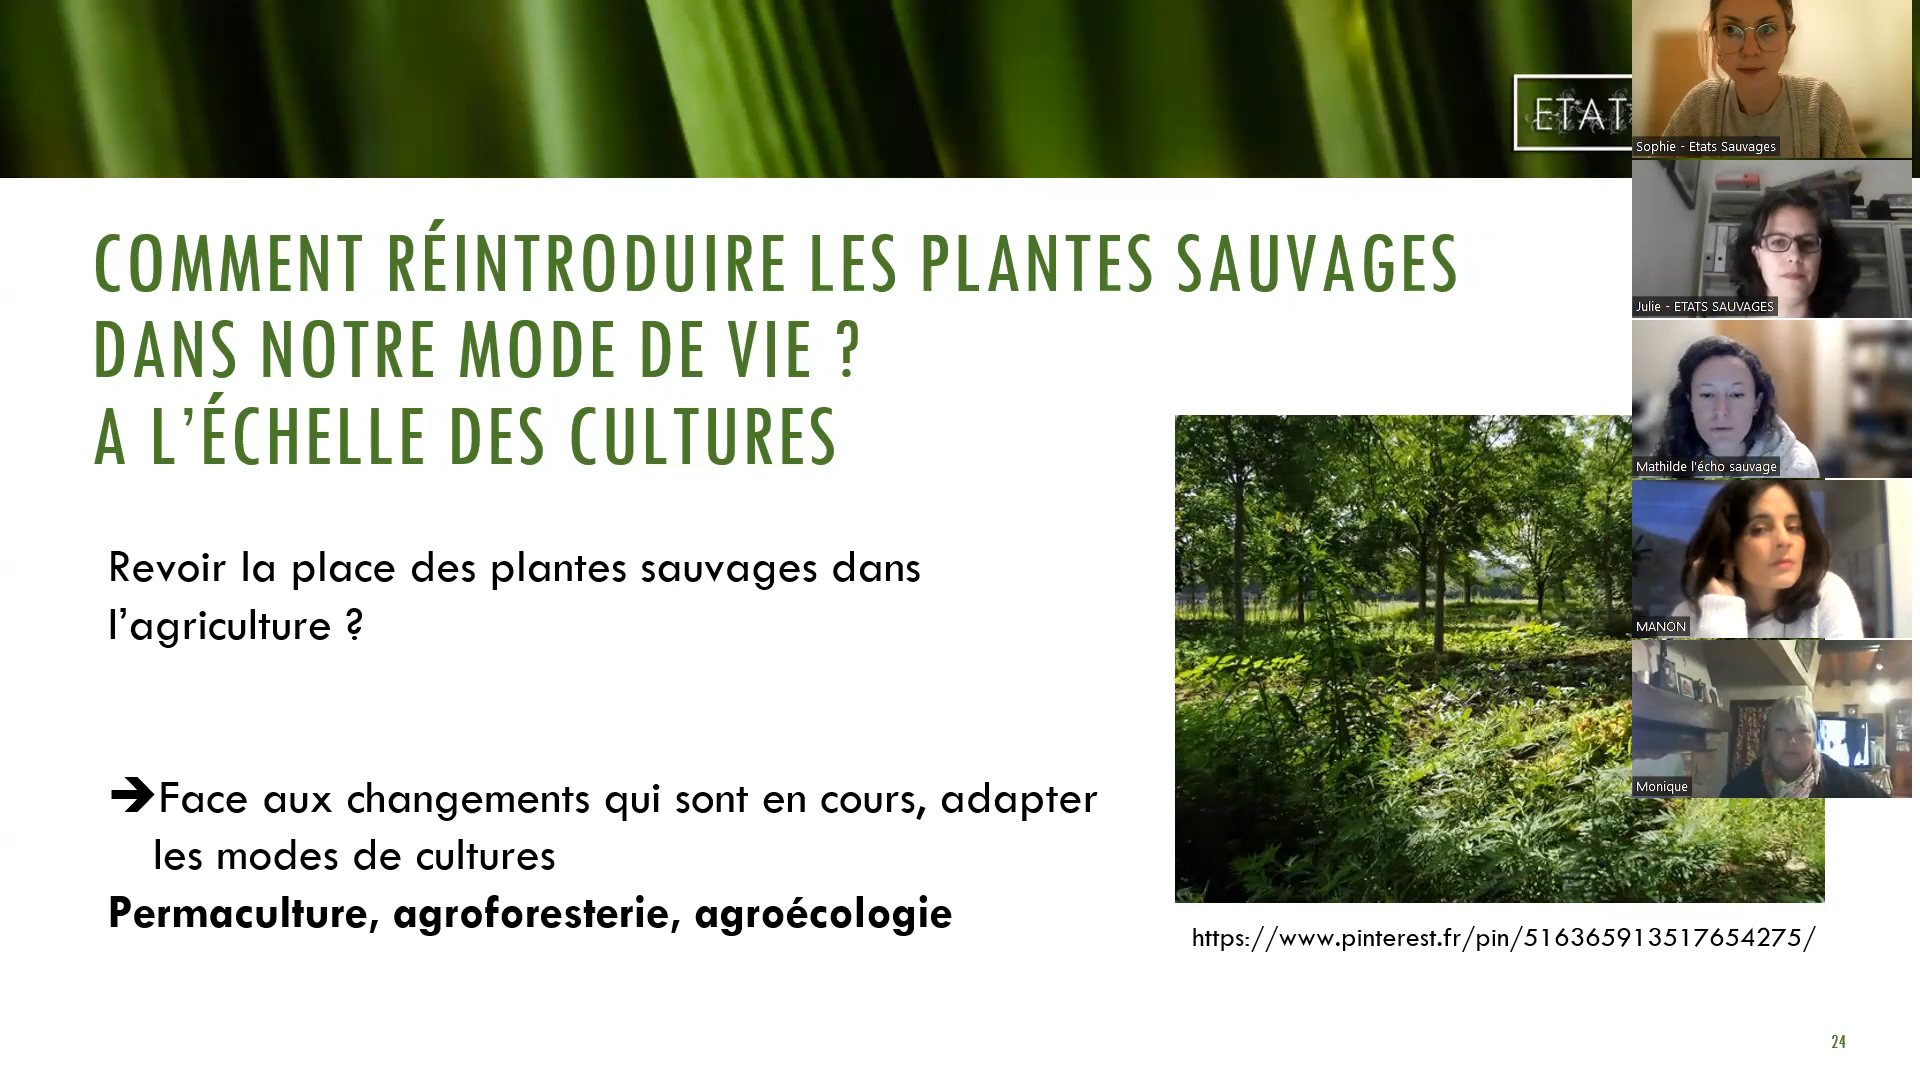 ETAT
COMMENT RÉINTRODUIRE LES PLANTES SAUVAGES
DANS NOTRE MODE DE VIE ?
A L’ÉCHELLE DES CULTURES
Revoir la place des plantes sauvages dans
l’agriculture ?
➔Face aux changements qui sont en cours, adapter
les modes de cultures
Permaculture, agroforesterie, agroécologie
https://www.pinterest.fr/pin/516365913517654275/
24
Sophie - Etats Sauvages
Julie - ETATS SAUVAGES
Mathilde l'écho sauvage
MANON
Monique